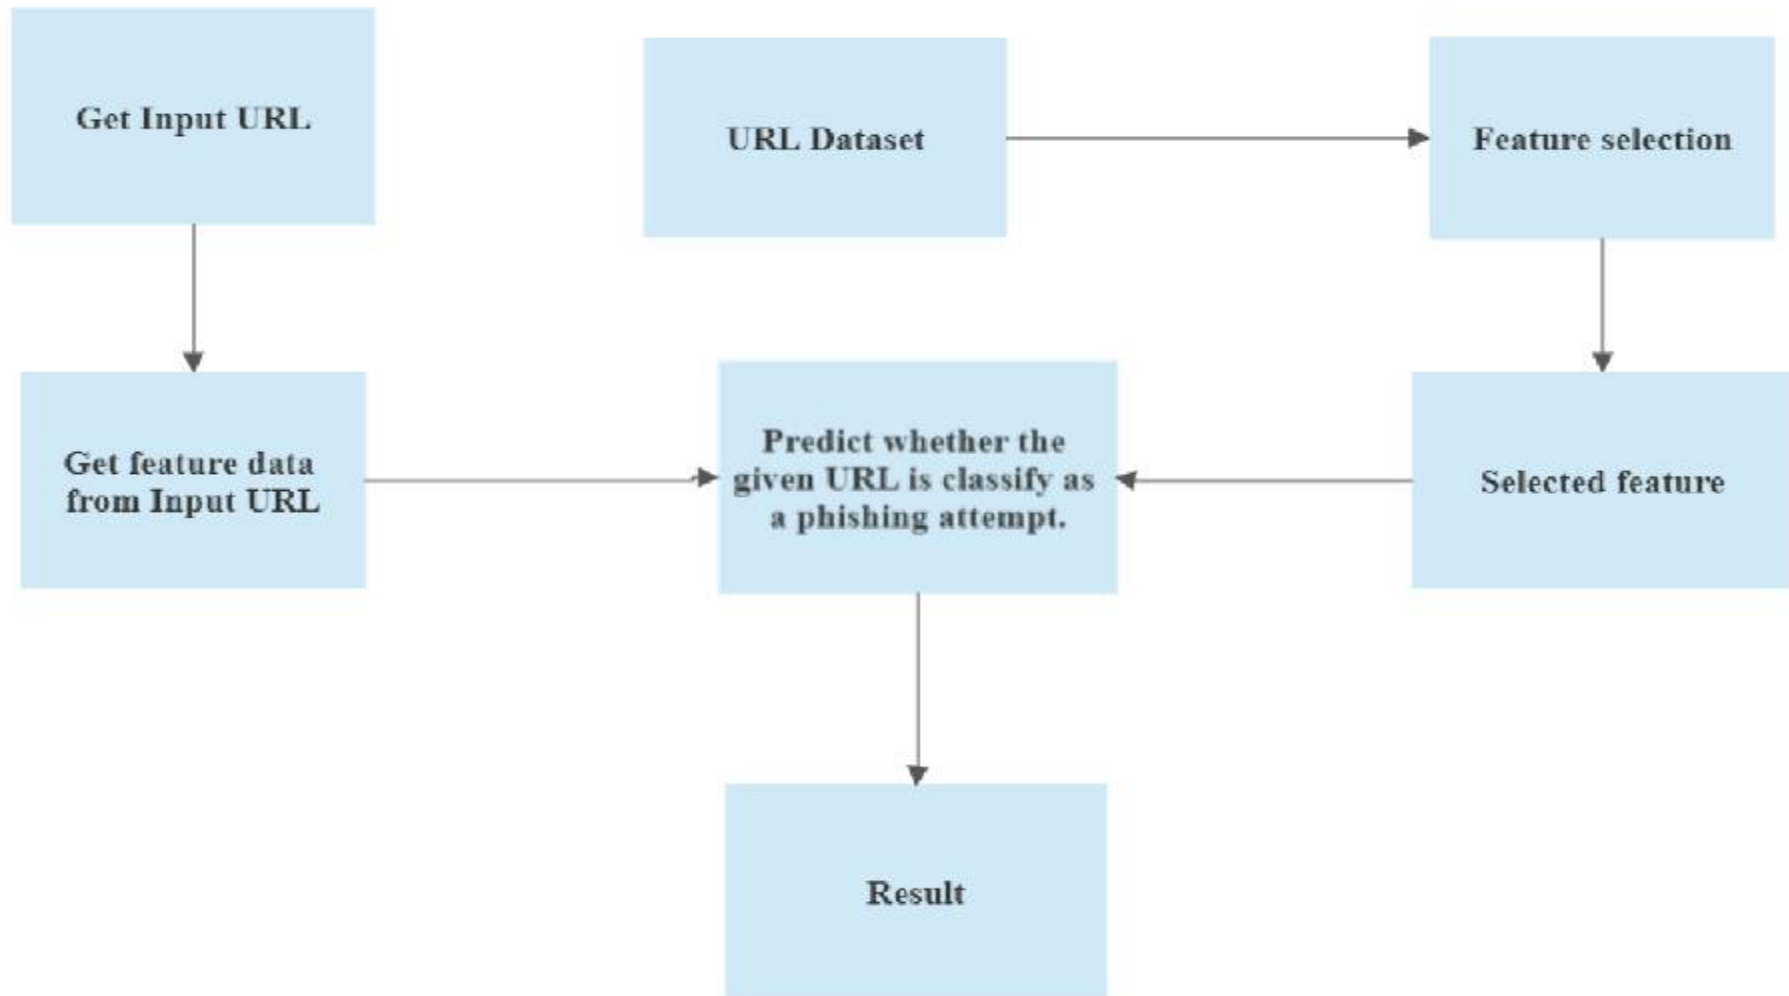 Get Input URL
URL Dataset
Feature selection
Get feature data
from Input URL
Predict whether the
given URL is classify as
a phishing attempt.
Selected feature
Result